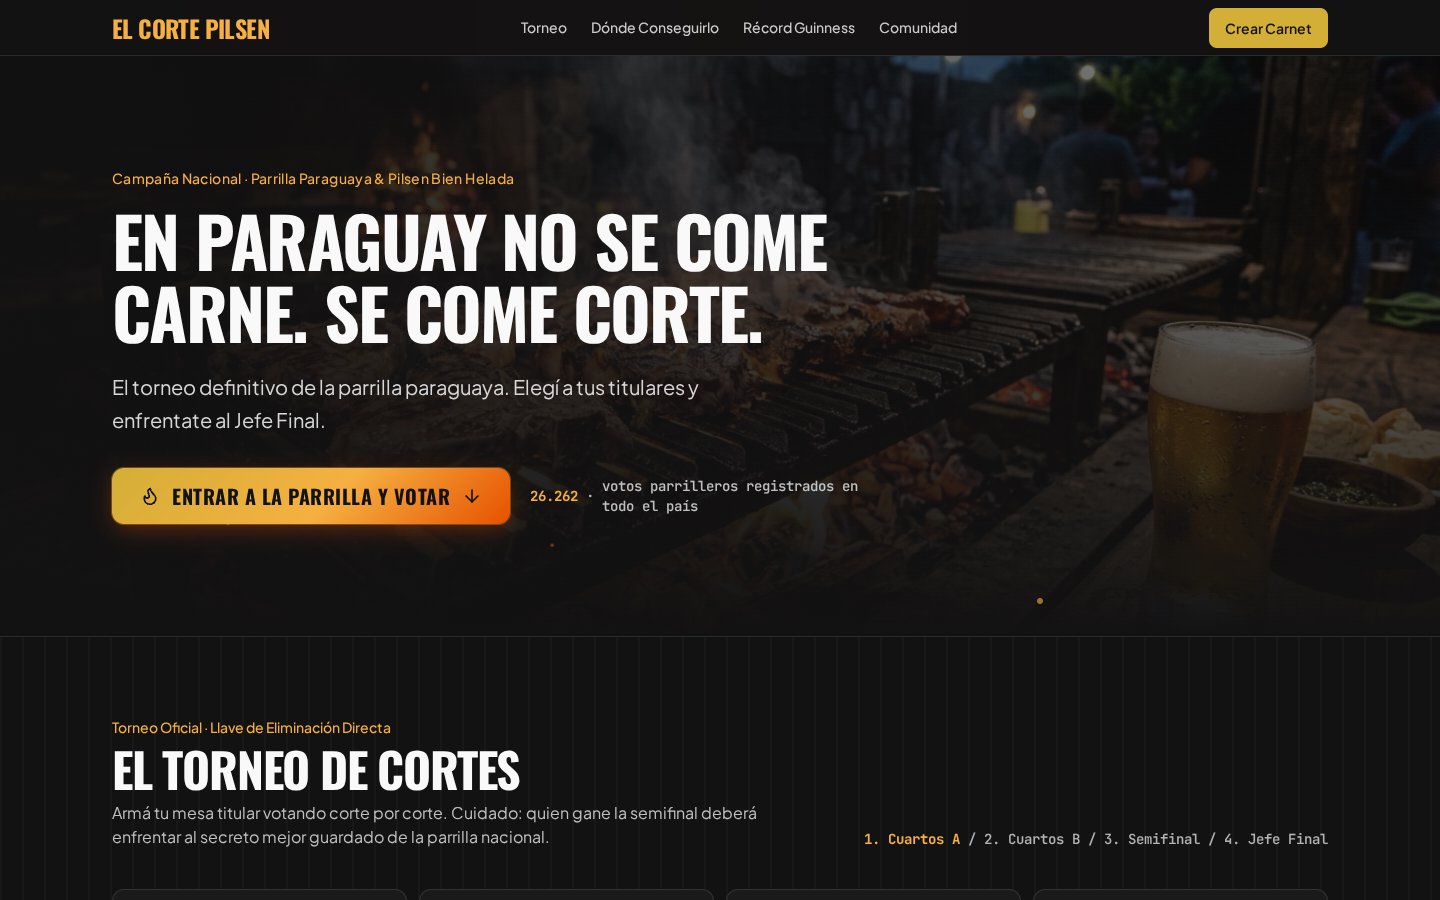 EL CORTE PILSEN
Torneo
Dónde Conseguirlo
Récord Guinness
Comunidad
Crear Carnet
Campaña Nacional · Parrilla Paraguaya & Pilsen Bien Helada
EN PARAGUAY NO SE COME
CARNE. SE COME CORTE.
El torneo definitivo de la parrilla paraguaya. Elegí a tus titulares y
enfrentate al Jefe Final.
ENTRAR A LA PARRILLA Y VOTAR
26.262 · votos parrilleros registrados en
todo el país
Torneo Oficial · Llave de Eliminación Directa
EL TORNEO DE CORTES
Armá tu mesa titular votando corte por corte. Cuidado: quien gane la semifinal deberá
enfrentar al secreto mejor guardado de la parrilla nacional.
1. Cuartos A / 2. Cuartos B / 3. Semifinal / 4. Jefe Final